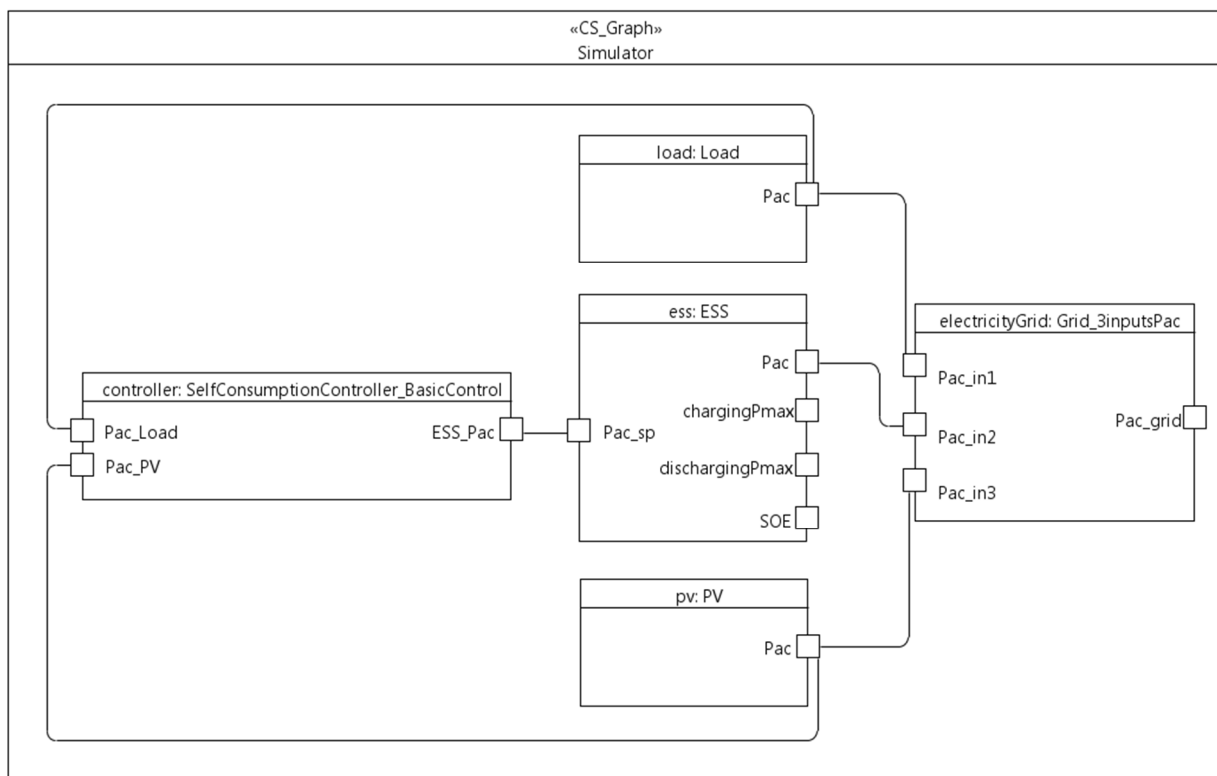 «CS_Graph»
Simulator
load: Load
Pac
ess: ESS
Pac
chargingPmax
Pac_sp
dischargingPmax
SOE
electricityGrid: Grid_3inputsPac
Pac_in1
Pac_grid
Pac_in2
Pac_in3
controller: SelfConsumptionController_BasicControl
Pac_Load
ESS_Pac
Pac_PV
pv: PV
Pac